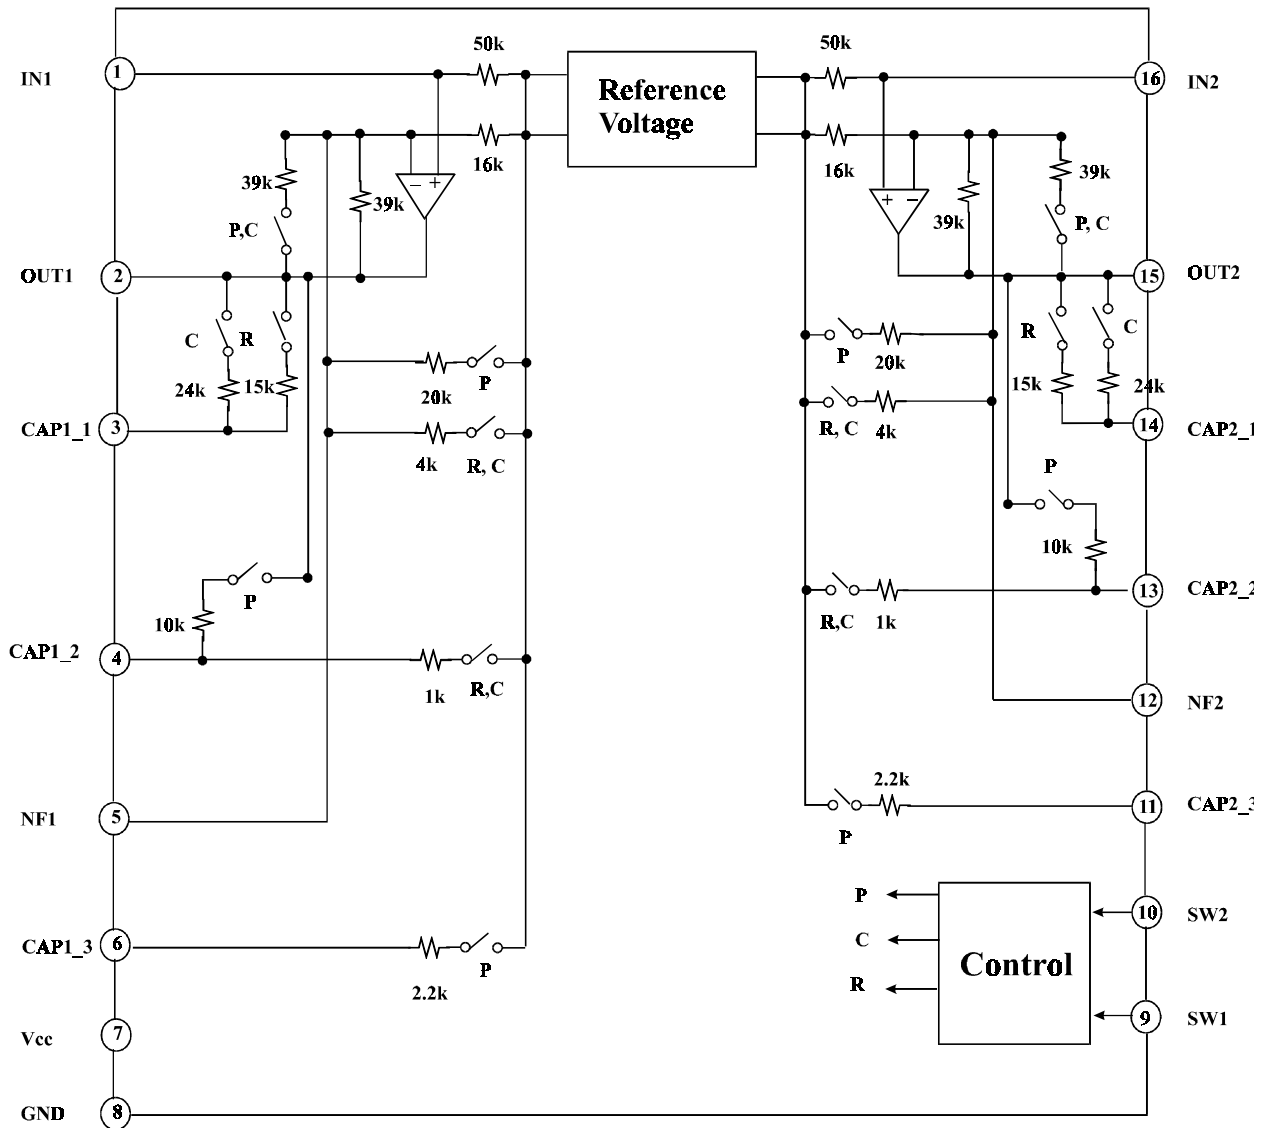 50k
50k
IN1
1
Reference
Voltage
16
IN2
16k
16k
39k
39k
− +
+ −
39k
39k
P,C
P, C
OUT1
2
15
OUT2
C
R
P
R
C
24k
15k
P
20k
15k
24k
20k
CAP1_1
3
R, C
4k
14
CAP2_1
4k
R, C
P
10k
P
10k
13
CAP2_2
R,C
1k
CAP1_2
4
R,C
1k
12
NF2
2.2k
11
CAP2_3
NF1
5
P
P
10
SW2
CAP1_3
6
C
Control
P
R
2.2k
9
SW1
Vcc
7
GND
8